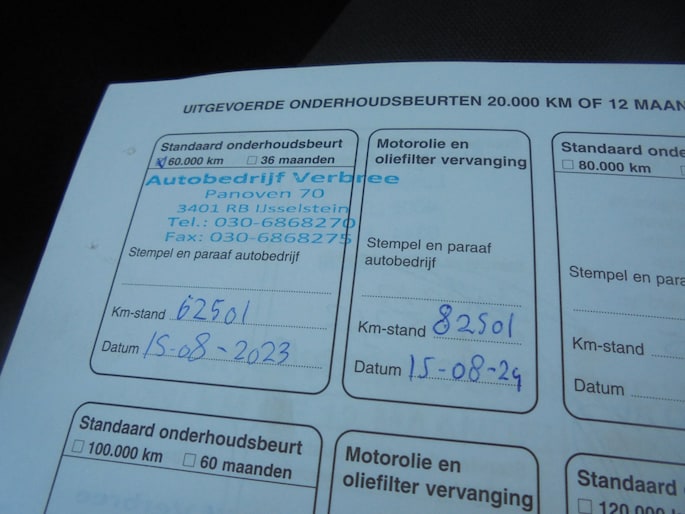 UITGEVOERDE ONDERHOUDSBEURTEN 20.000 KM OF 12 MAAN
Standaard onderhoudsbeurt
☒ 60.000 km ☐ 36 maanden
Autobedrijf Verbree
Panoven 70
3401 RB IJsselstein
Tel.: 030-6868270
Fax: 030-6868275
Stempel en paraaf autobedrijf
Km-stand 62501
Datum 15-08-2023
Motorolie en
oliefilter vervanging
Stempel en paraaf
autobedrijf
Km-stand 82501
Datum 15-08-24
Standaard onde
☐ 80.000 km
Stempel en para
Km-stand
Datum
Standaard onderhoudsbeurt
☐ 100.000 km ☐ 60 maanden
Motorolie en
oliefilter vervanging
Standaard
☐ 120.000